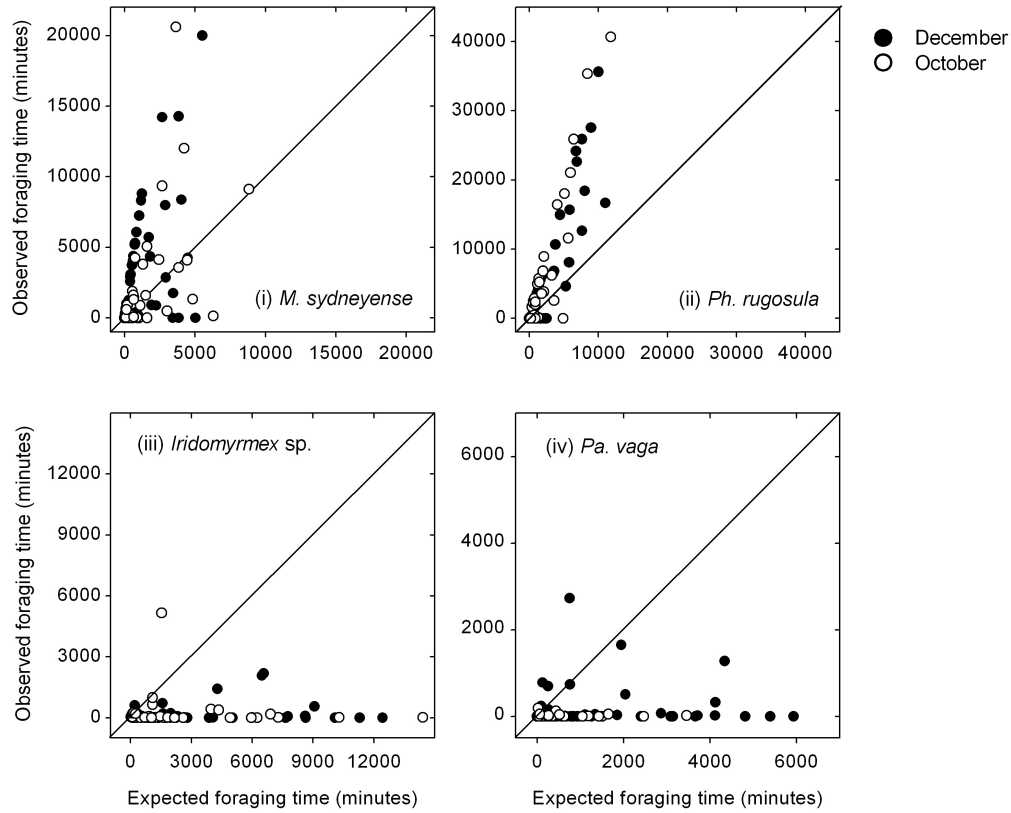 December
October
Observed foraging time (minutes)
20000
15000
10000
5000
0
(i) M. sydneyense
0 5000 10000 15000 20000
40000
30000
20000
10000
0
(ii) Ph. rugosula
0 10000 20000 30000 40000
Observed foraging time (minutes)
(iii) Iridomyrmex sp.
12000
9000
6000
3000
0
0 3000 6000 9000 12000
Expected foraging time (minutes)
(iv) Pa. vaga
6000
4000
2000
0
0 2000 4000 6000
Expected foraging time (minutes)